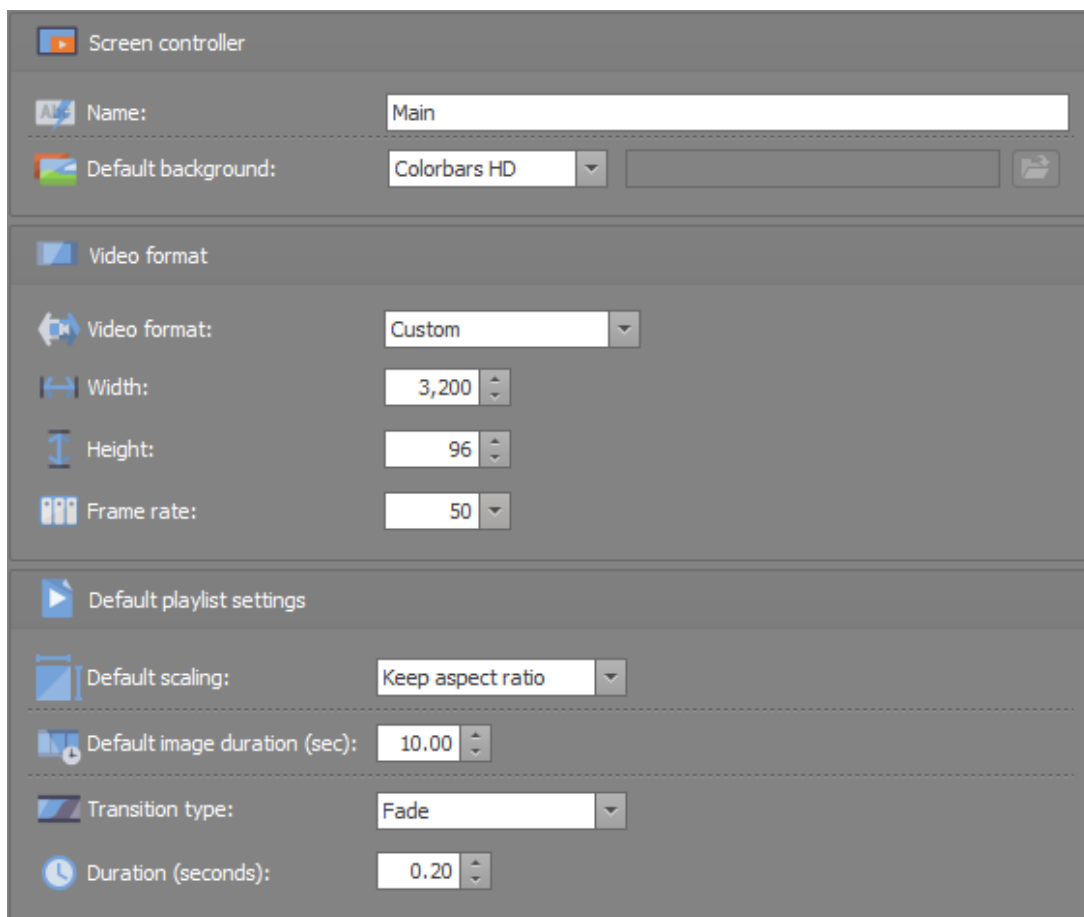 Screen controller
Name: Main
Default background: Colorbars HD
Video format
Video format: Custom
Width: 3,200
Height: 96
Frame rate: 50
Default playlist settings
Default scaling: Keep aspect ratio
Default image duration (sec): 10.00
Transition type: Fade
Duration (seconds): 0.20